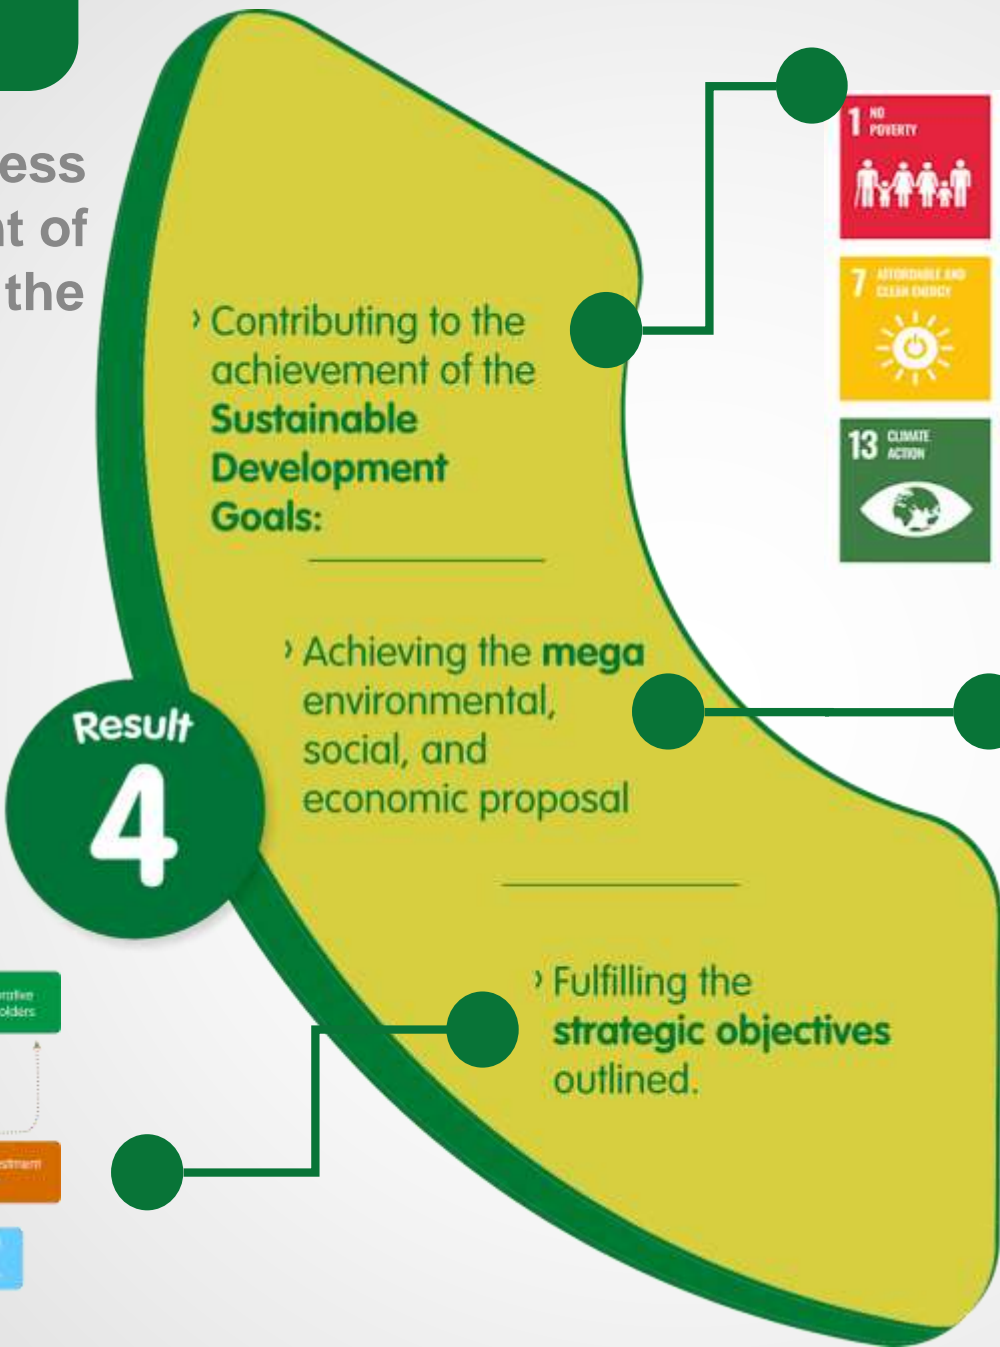 ess
nt of
the
› Contributing to the
achievement of the
Sustainable
Development
Goals:
1 NO
POVERTY
7 AFFORDABLE AND
CLEAN ENERGY
13 CLIMATE
ACTION
› Achieving the mega
environmental,
social, and
economic proposal
Result
4
› Fulfilling the
strategic objectives
outlined.